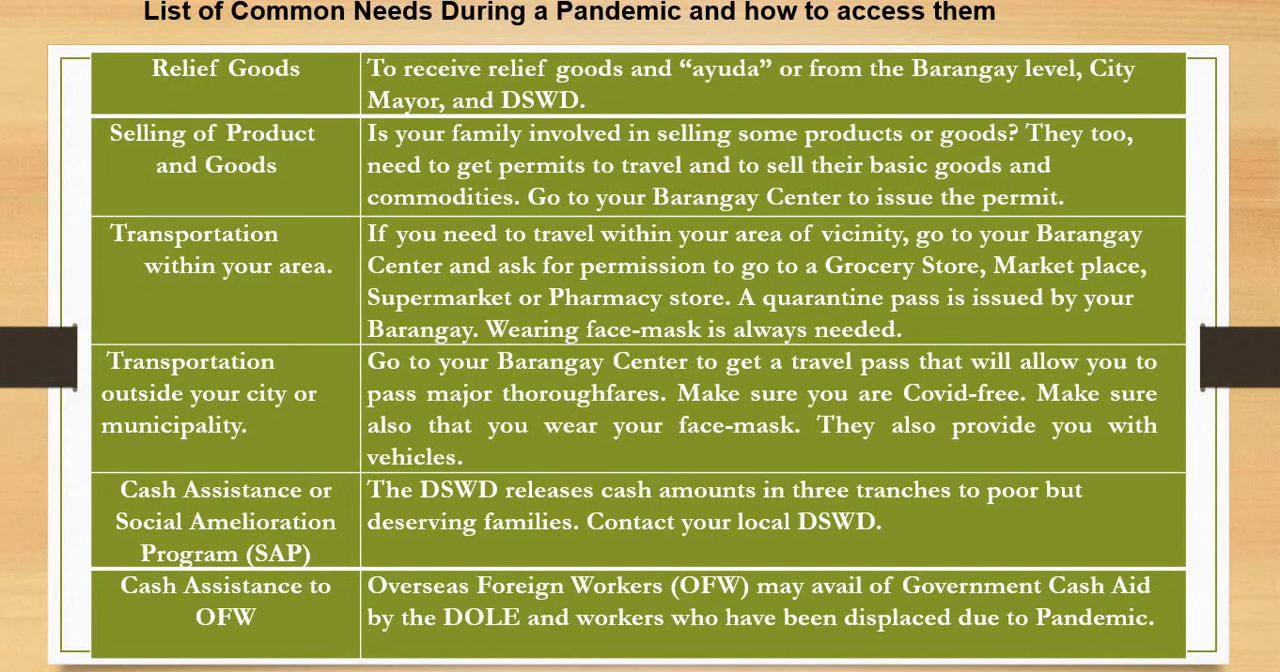 List of Common Needs During a Pandemic and how to access them
Relief Goods
To receive relief goods and “ayuda” or from the Barangay level, City
Mayor, and DSWD.
Selling of Product
and Goods
Is your family involved in selling some products or goods? They too,
need to get permits to travel and to sell their basic goods and
commodities. Go to your Barangay Center to issue the permit.
Transportation
within your area.
If you need to travel within your area of vicinity, go to your Barangay
Center and ask for permission to go to a Grocery Store, Market place,
Supermarket or Pharmacy store. A quarantine pass is issued by your
Barangay. Wearing face-mask is always needed.
Transportation
outside your city or
municipality.
Go to your Barangay Center to get a travel pass that will allow you to
pass major thoroughfares. Make sure you are Covid-free. Make sure
also that you wear your face-mask. They also provide you with
vehicles.
Cash Assistance or
Social Amelioration
Program (SAP)
The DSWD releases cash amounts in three tranches to poor but
deserving families. Contact your local DSWD.
Cash Assistance to
OFW
Overseas Foreign Workers (OFW) may avail of Government Cash Aid
by the DOLE and workers who have been displaced due to Pandemic.